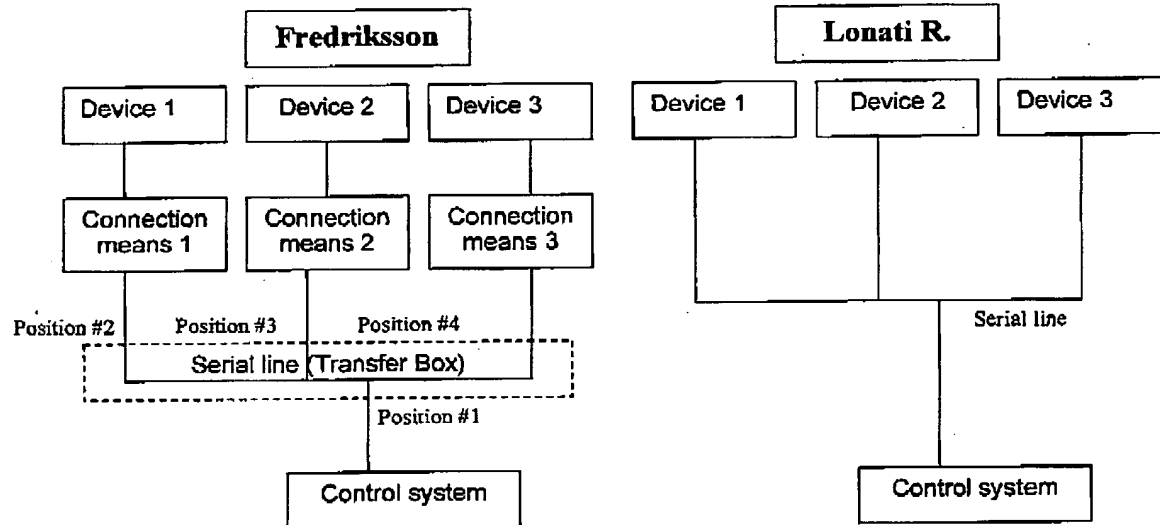 Fredriksson
Device 1
Device 2
Device 3
Connection
means 1
Connection
means 2
Connection
means 3
Position #2
Position #3
Position #4
Serial line (Transfer Box)
Position #1
Control system
Lonati R.
Device 1
Device 2
Device 3
Serial line
Control system